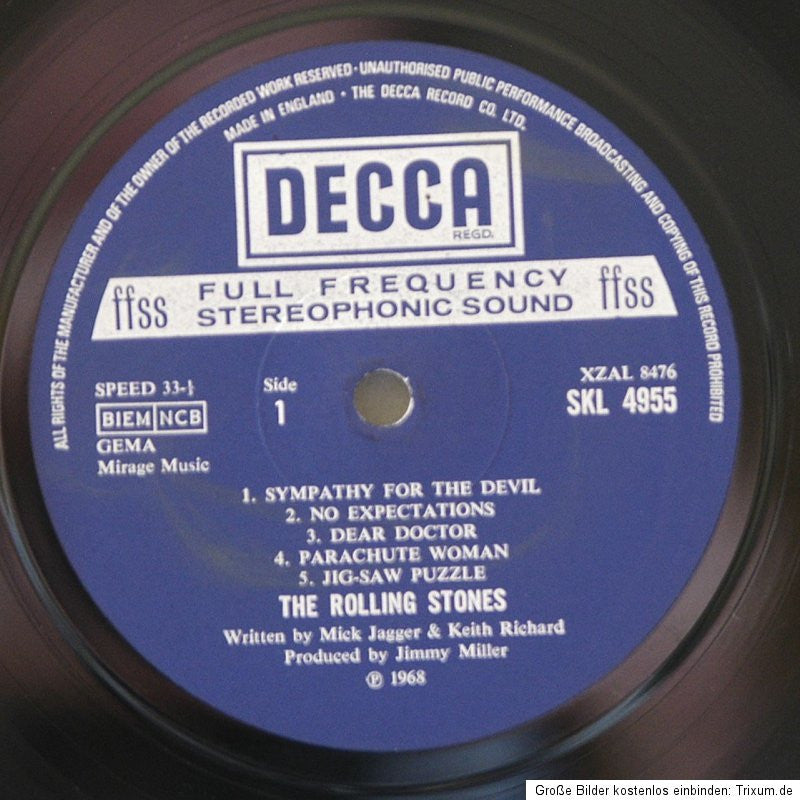 ALL RIGHTS OF THE MANUFACTURER AND OF THE OWNER OF THE RECORDED WORK RESERVED · UNAUTHORISED PUBLIC PERFORMANCE BROADCASTING AND COPYING OF THIS RECORD PROHIBITED
MADE IN ENGLAND · THE DECCA RECORD CO. LTD.
DECCA
REGD.
ffss FULL FREQUENCY ffss
STEREOPHONIC SOUND
SPEED 33-⅓
BIEM NCB
GEMA
Mirage Music
Side
1
XZAL 8476
SKL 4955
1. SYMPATHY FOR THE DEVIL
2. NO EXPECTATIONS
3. DEAR DOCTOR
4. PARACHUTE WOMAN
5. JIG-SAW PUZZLE
THE ROLLING STONES
Written by Mick Jagger & Keith Richard
Produced by Jimmy Miller
℗ 1968
Große Bilder kostenlos einbinden: Trixum.de